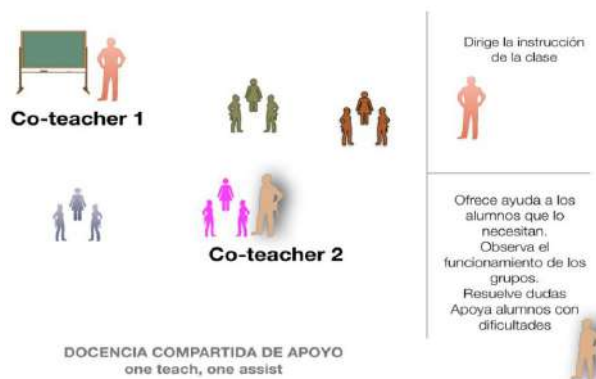 Co-teacher 1
Co-teacher 2
DOCENCIA COMPARTIDA DE APOYO
one teach, one assist
Dirige la instrucción
de la clase
Ofrece ayuda a los
alumnos que lo
necesitan.
Observa el
funcionamiento de los
grupos.
Resuelve dudas
Apoya alumnos con
dificultades